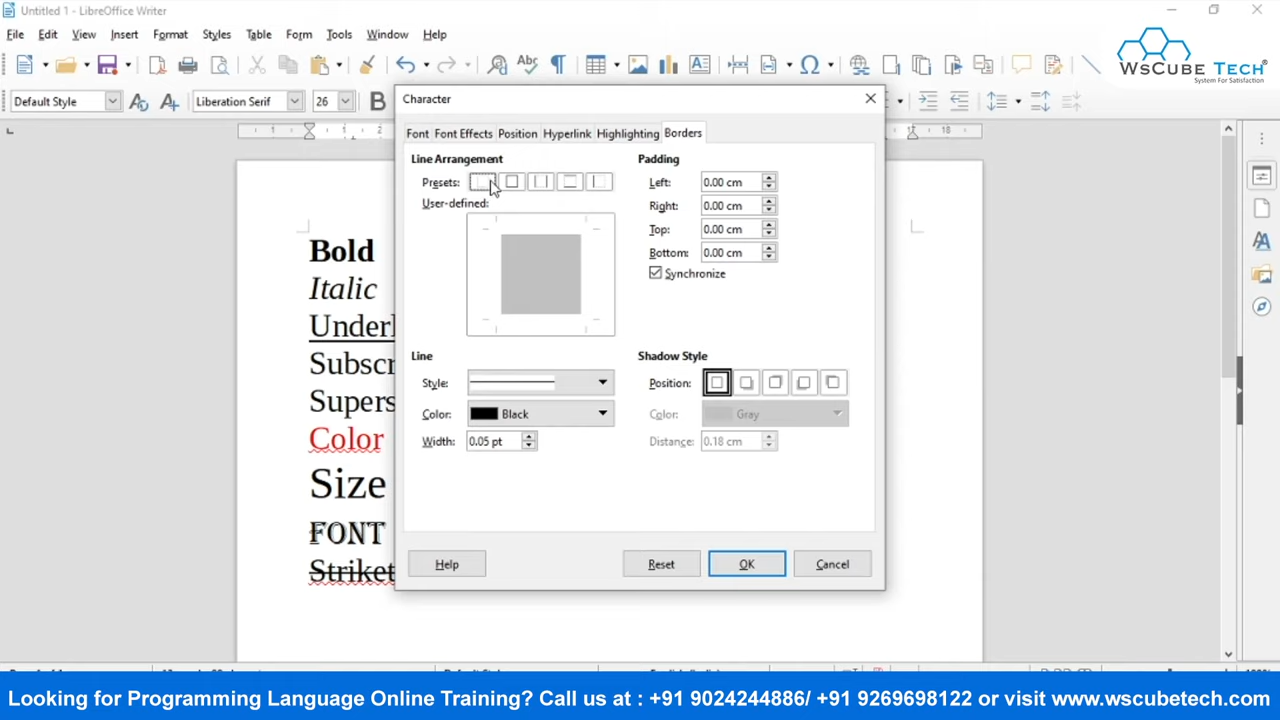 Untitled 1 - LibreOffice Writer
File Edit View Insert Format Styles Table Form Tools Window Help
WsCube Tech®
System For Satisfaction
Default Style Liberation Serif 26 B
Character
Font Font Effects Position Hyperlink Highlighting Borders
Line Arrangement
Presets:
User-defined:
Padding
Left: 0.00 cm
Right: 0.00 cm
Top: 0.00 cm
Bottom: 0.00 cm
Synchronize
Line
Style:
Color: Black
Width: 0.05 pt
Shadow Style
Position:
Color: Gray
Distance: 0.18 cm
Help Reset OK Cancel
Bold
Italic
Underl
Subscr
Supers
Color
Size
FONT
Striket
Looking for Programming Language Online Training? Call us at : +91 9024244886/ +91 9269698122 or visit www.wscubetech.com